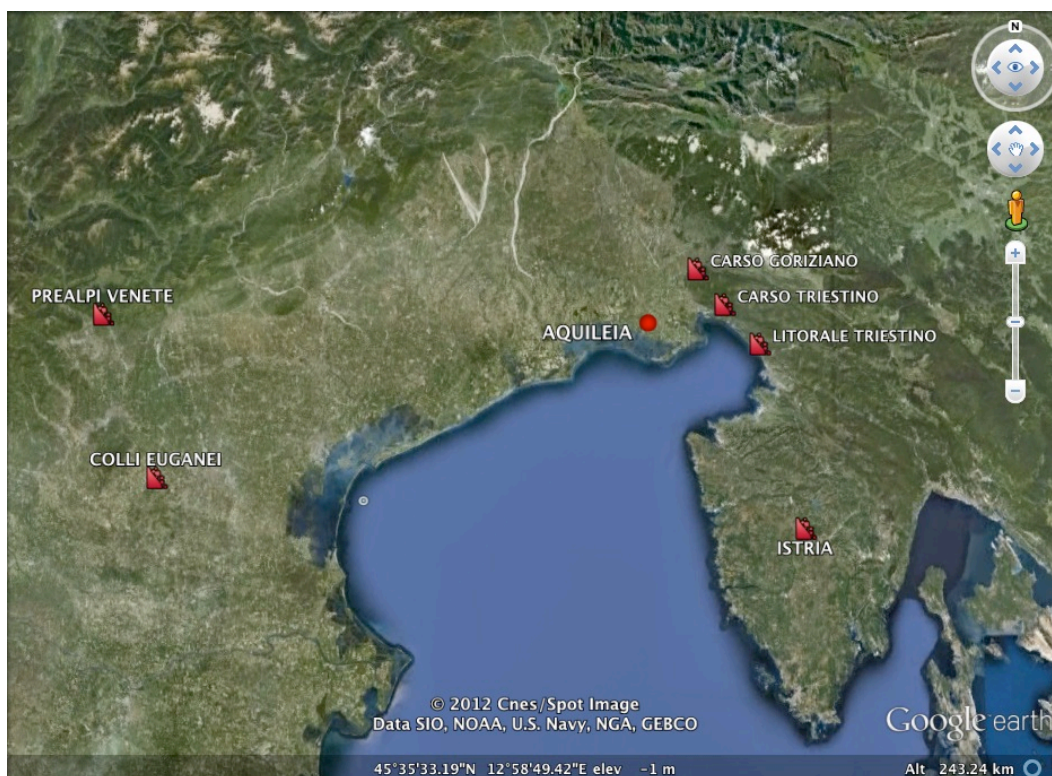 N
CARSO GORIZIANO
PREALPI VENETE
CARSO TRIESTINO
AQUILEIA
LITORALE TRIESTINO
COLLI EUGANEI
ISTRIA
© 2012 Cnes/Spot Image
Data SIO, NOAA, U.S. Navy, NGA, GEBCO
Google earth
45°35'33.19"N 12°58'49.42"E elev -1 m
Alt 243.24 km